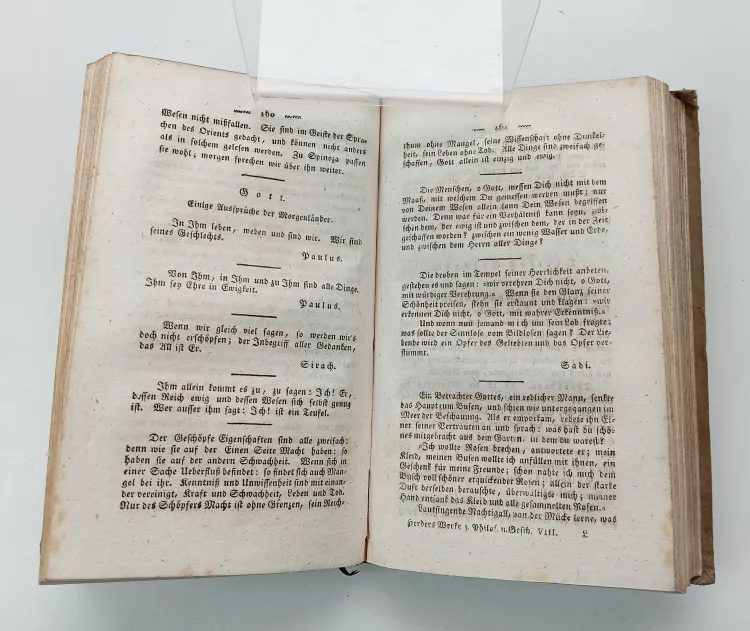 160
Wesen nicht mißfallen. Sie sind im Geiste der Spra-
chen des Orients gedacht, und können nicht anders
als in solchem gelesen werden. Zu Spinoza passen
sie wohl; morgen sprechen wir über ihn weiter.
Gott.
Einige Aussprüche der Morgenländer.
In Ihm leben, weben und sind wir. Wir sind
seines Geschlechts.
Paulus.
Von Ihm, in Ihm und zu Ihm sind alle Dinge.
Ihm sey Ehre in Ewigkeit.
Paulus.
Wenn wir gleich viel sagen, so werden wir's
doch nicht erschöpfen; der Inbegriff aller Gedanken,
das All ist Er.
Sirach.
Ihm allein kommt es zu, zu sagen: Ich! Er,
dessen Reich ewig und dessen Wesen sich selbst genug
ist. Wer ausser ihm sagt: Ich! ist ein Teufel.
Der Geschöpfe Eigenschaften sind alle zweifach:
denn wie sie auf der Einen Seite Macht haben: so
haben sie auf der andern Schwachheit. Wenn sich in
einer Sache Ueberfluß befindet: so findet sich auch Man-
gel bei ihr. Kenntniß und Unwissenheit sind mit einan-
der vereinigt, Kraft und Schwachheit, Leben und Tod.
Nur des Schöpfers Macht ist ohne Grenzen, sein Reich-
161
thum ohne Mangel, seine Wissenschaft ohne Dunkel-
heit, sein Leben ohne Tod. Alle Dinge sind zweifach ge-
schaffen, Gott allein ist einzig und ewig.
Die Menschen, o Gott, messen Dich nicht mit dem
Maaß, mit welchem Du gemessen werden mußt; nur
von Deinem Wesen allein kann Dein Wesen begriffen
werden. Denn was für ein Verhältniß kann seyn, zwi-
schen dem, der ewig ist und zwischen dem, der in der Zeit
geschaffen worden? zwischen ein wenig Wasser und Erde,
und zwischen dem Herrn aller Dinge?
Die droben im Tempel seiner Herrlichkeit anbeten,
gestehen es und sagen: »wir verehren Dich nicht, o Gott,
mit würdiger Verehrung.« Wenn sie den Glanz seiner
Schönheit preisen, stehn sie erstaunt und klagen: »wir
erkennen Dich nicht, o Gott, mit wahrer Erkenntniß.«
Und wenn nun jemand mich um sein Lob fragte;
was sollte der Sinnlose vom Bildlosen sagen? Der Lie-
bende wird ein Opfer des Geliebten und das Opfer ver-
stummt.
Sadi.
Ein Betrachter Gottes, ein redlicher Mann, senkte
das Haupt zum Busen, und schien wie untergegangen im
Meer der Beschauung. Als er emporkam, redete ihn Ei-
ner seiner Vertrauten an und sprach: was hast du schö-
nes mitgebracht aus dem Garten, in dem du warest?
»Ich wollte Rosen brechen, antwortete er; mein
Kleid, meinen Busen wollte ich anfüllen mit ihnen, ein
Geschenk für meine Freunde; schon nahte ich mich dem
Busch voll schöner erquickender Rosen; allein der starke
Duft derselben berauschte, überwältigte mich; meiner
Hand entsank das Kleid und alle gesammelten Rosen.«
Lautsingende Nachtigall, von der Mücke lerne, was
Herders Werke z. Philos. u. Gesch. VIII. L